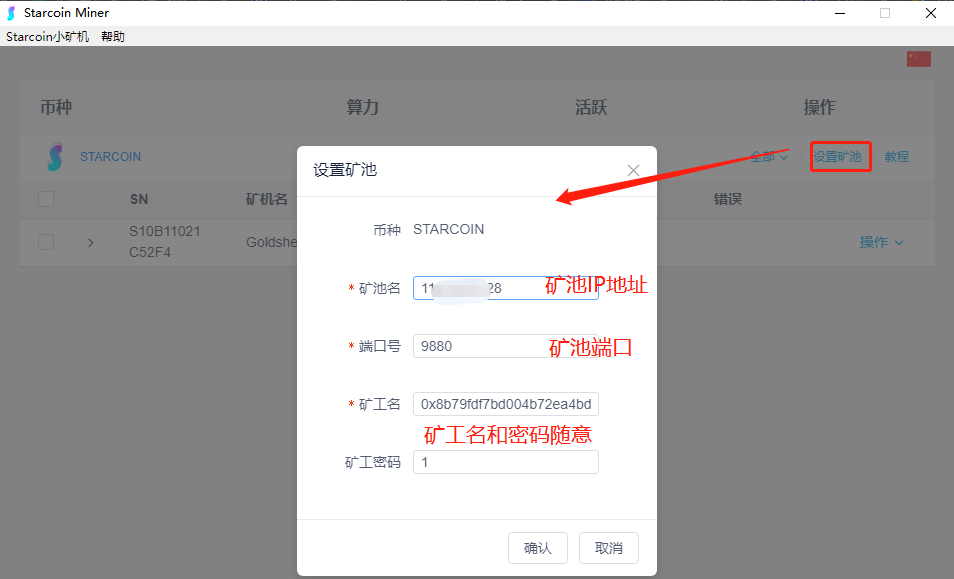 Starcoin Miner
Starcoin小矿机 帮助
币种 算力 活跃 操作
STARCOIN 全部 设置矿池 教程
SN 矿机名 错误
S10B11021
C52F4
Goldshe
操作
设置矿池
币种 STARCOIN
* 矿池名 11 28 矿池IP地址
* 端口号 9880 矿池端口
* 矿工名 0x8b79fdf7bd004b72ea4bd
矿工名和密码随意
矿工密码 1
确认 取消